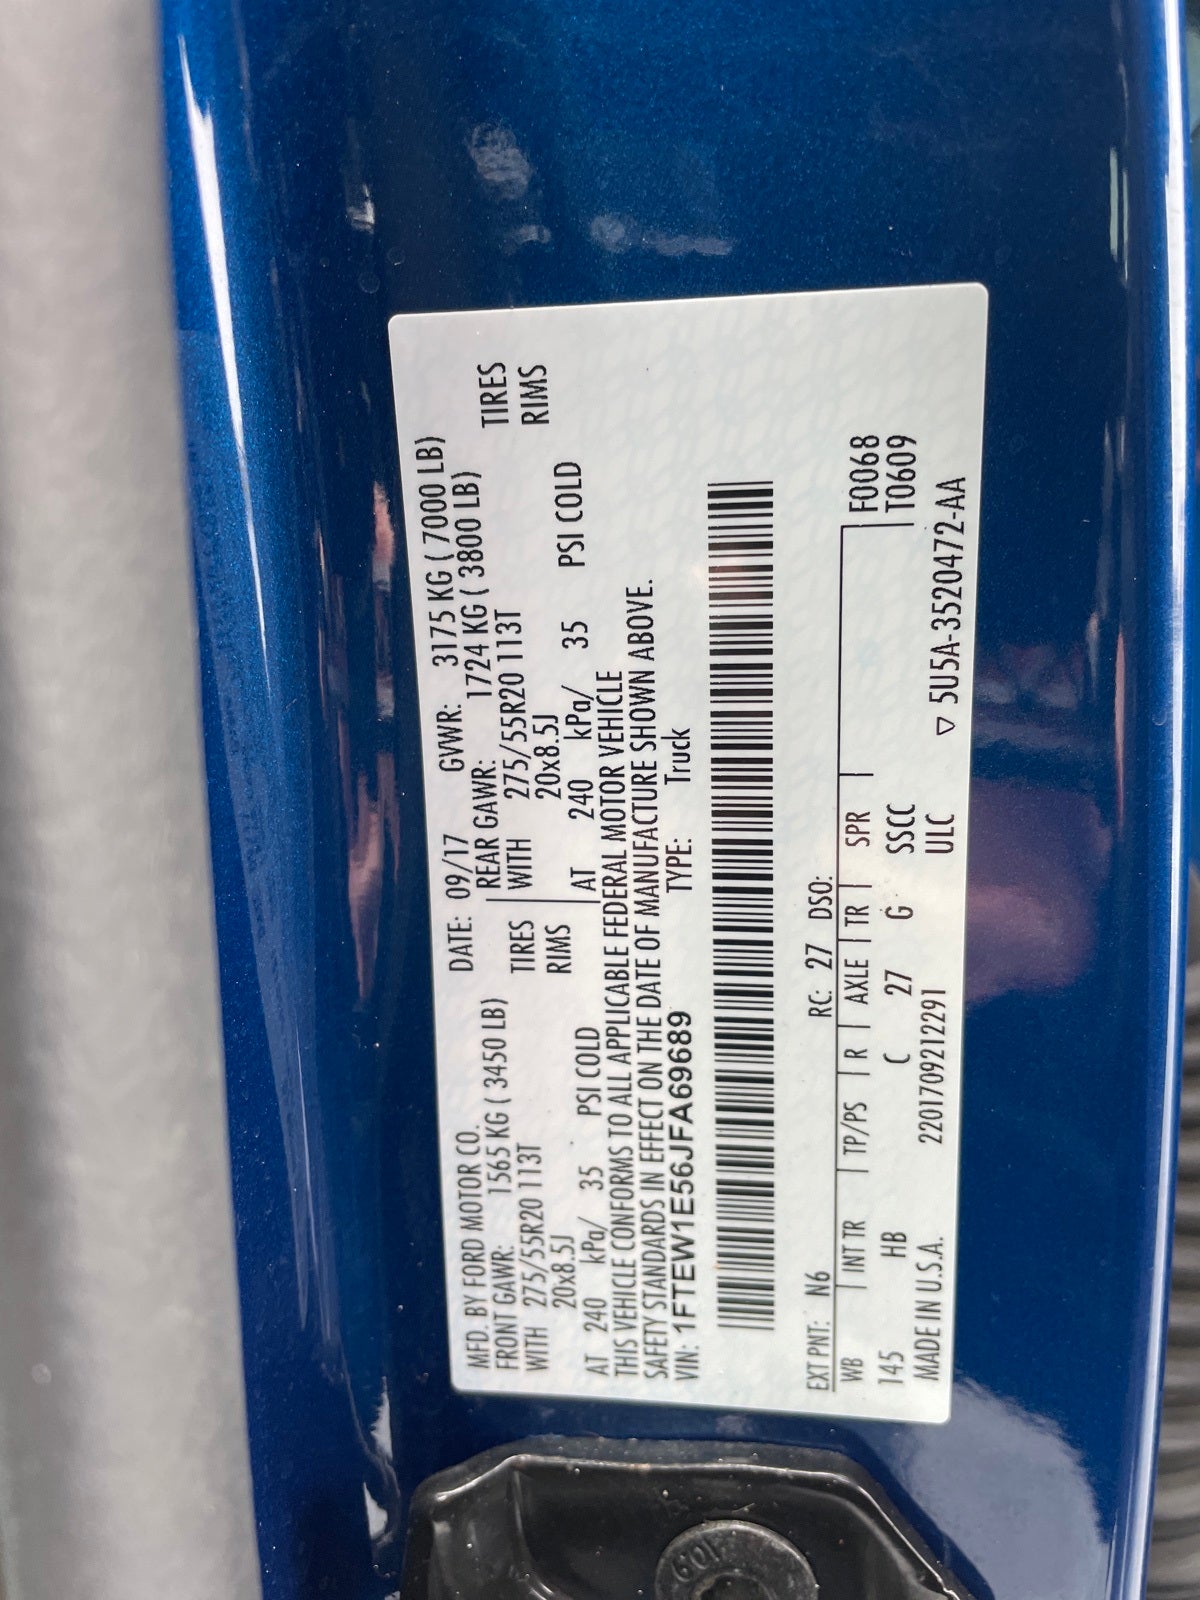 MFD. BY FORD MOTOR CO. DATE: 09/17 GVWR: 3175 KG ( 7000 LB)
FRONT GAWR: 1565 KG ( 3450 LB) REAR GAWR: 1724 KG ( 3800 LB)
WITH 275/55R20 113T TIRES WITH 275/55R20 113T TIRES
20x8.5J RIMS 20x8.5J RIMS
AT 240 kPa/ 35 PSI COLD AT 240 kPa/ 35 PSI COLD
THIS VEHICLE CONFORMS TO ALL APPLICABLE FEDERAL MOTOR VEHICLE
SAFETY STANDARDS IN EFFECT ON THE DATE OF MANUFACTURE SHOWN ABOVE.
VIN: 1FTEW1E56JFA69689 TYPE: Truck
EXT PNT: N6 RC: 27 DSO:
WB INT TR TP/PS R AXLE TR SPR F0068
145 HB C 27 G SSCC T0609
MADE IN U.S.A. 2201709212291 ULC ▽ 5U5A-3520472-AA
109